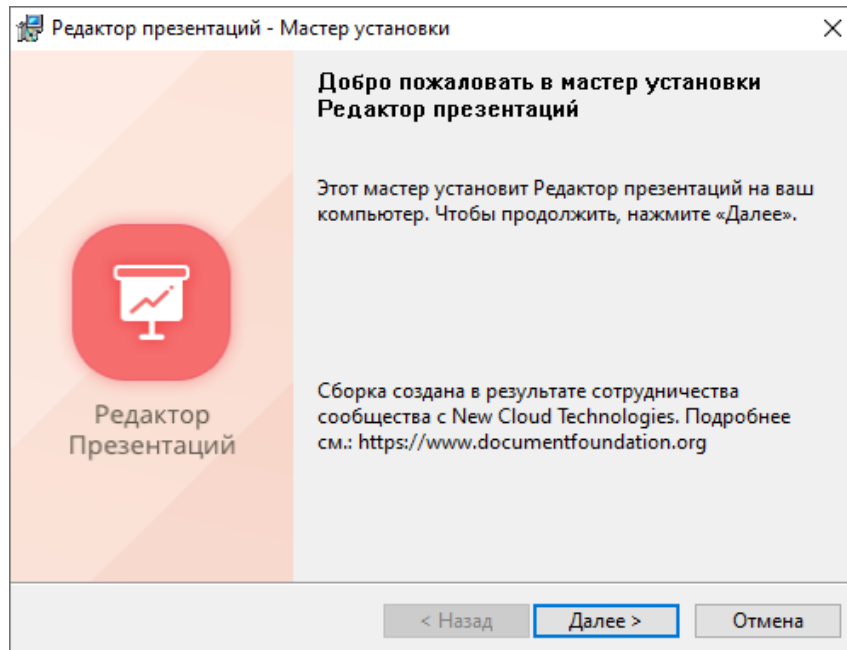 Редактор презентаций - Мастер установки
Добро пожаловать в мастер установки
Редактор презентаций
Этот мастер установит Редактор презентаций на ваш
компьютер. Чтобы продолжить, нажмите «Далее».
Редактор
Презентаций
Сборка создана в результате сотрудничества
сообщества с New Cloud Technologies. Подробнее
см.: https://www.documentfoundation.org
< Назад
Далее >
Отмена